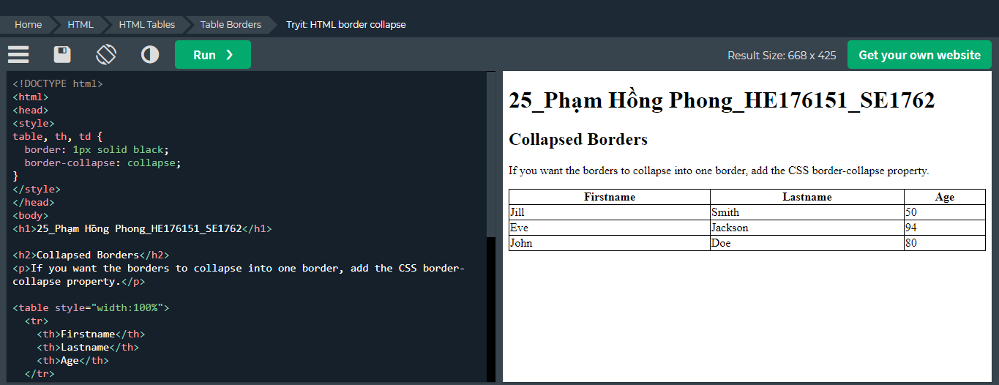 Home HTML HTML Tables Table Borders Tryit: HTML border collapse
Run ❯ Result Size: 668 x 425 Get your own website
<!DOCTYPE html>
<html>
<head>
<style>
table, th, td {
  border: 1px solid black;
  border-collapse: collapse;
}
</style>
</head>
<body>
<h1>25_Phạm Hồng Phong_HE176151_SE1762</h1>

<h2>Collapsed Borders</h2>
<p>If you want the borders to collapse into one border, add the CSS border-
collapse property.</p>

<table style="width:100%">
  <tr>
    <th>Firstname</th>
    <th>Lastname</th>
    <th>Age</th>
  </tr>
25_Phạm Hồng Phong_HE176151_SE1762
Collapsed Borders
If you want the borders to collapse into one border, add the CSS border-collapse property.
Firstname Lastname Age
Jill Smith 50
Eve Jackson 94
John Doe 80